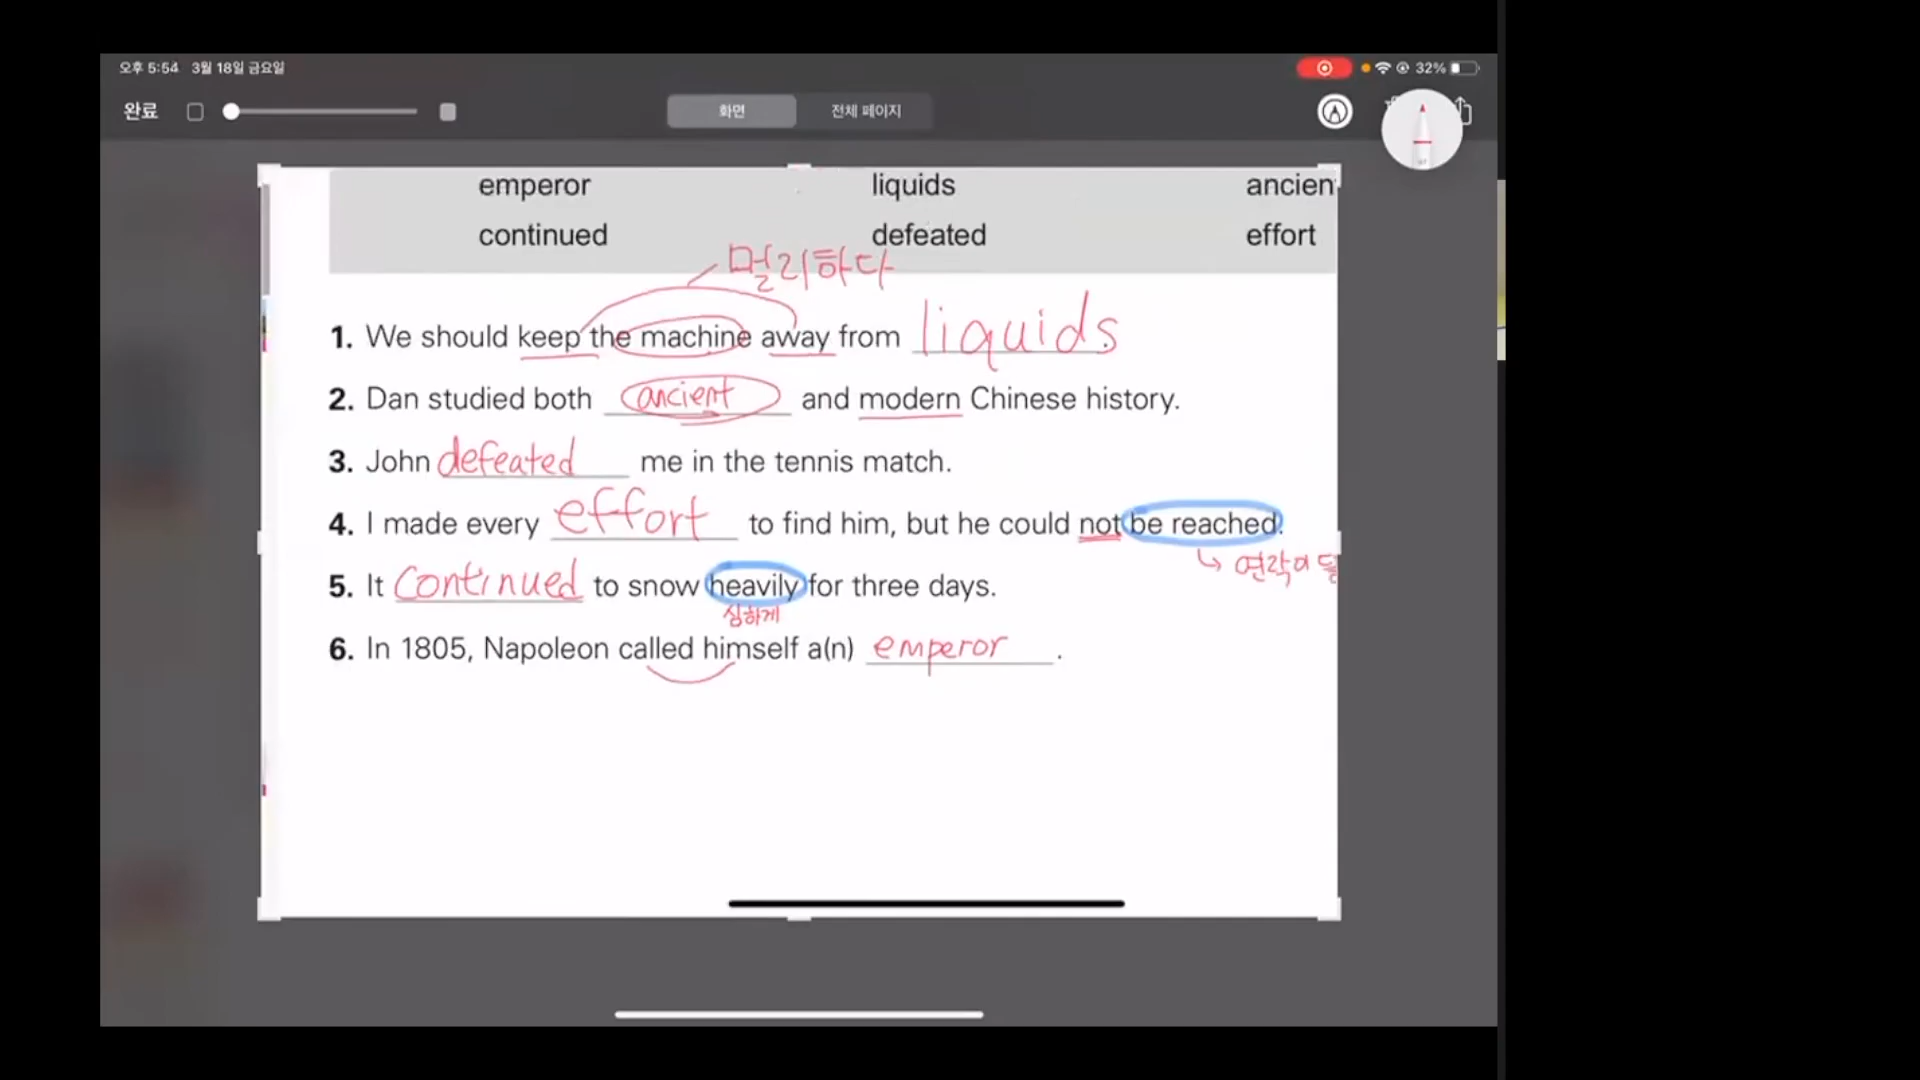 오후 5:54 3월 18일 금요일 32%
완료 화면 전체 페이지
emperor liquids ancien
continued defeated effort
멀리하다
1. We should keep the machine away from liquids.
2. Dan studied both ancient and modern Chinese history.
3. John defeated me in the tennis match.
4. I made every effort to find him, but he could not be reached.
연락이
5. It continued to snow heavily for three days.
심하게
6. In 1805, Napoleon called himself a(n) emperor.